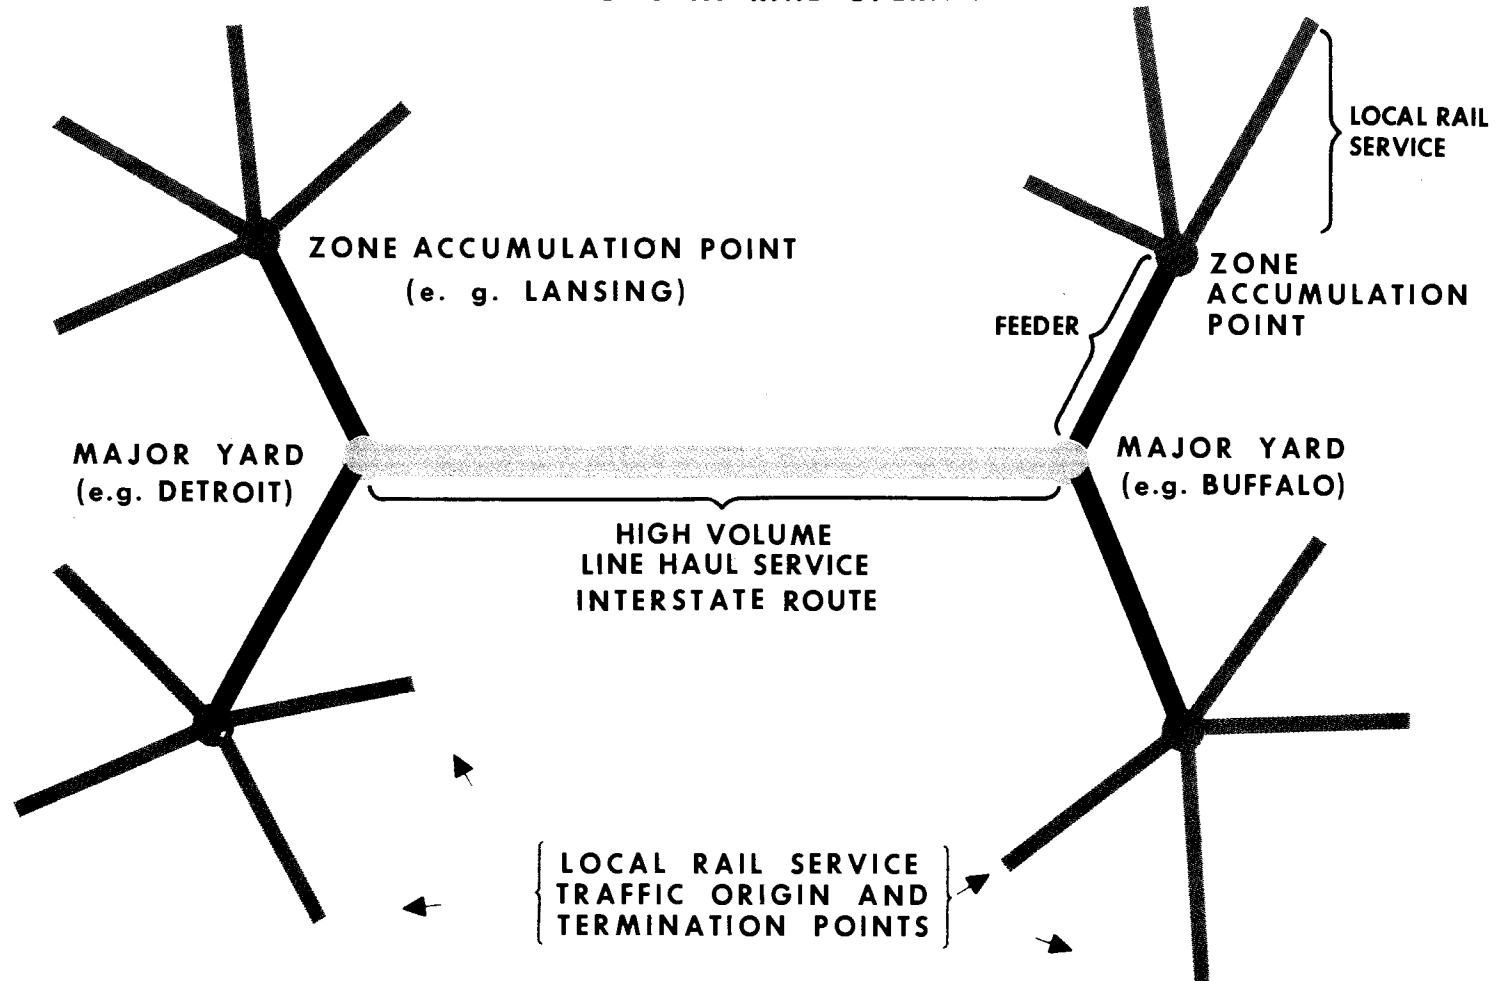 LOCAL RAIL
SERVICE
ZONE ACCUMULATION POINT
(e. g. LANSING)
ZONE
ACCUMULATION
POINT
FEEDER
MAJOR YARD
(e.g. DETROIT)
MAJOR YARD
(e.g. BUFFALO)
HIGH VOLUME
LINE HAUL SERVICE
INTERSTATE ROUTE
LOCAL RAIL SERVICE
TRAFFIC ORIGIN AND
TERMINATION POINTS